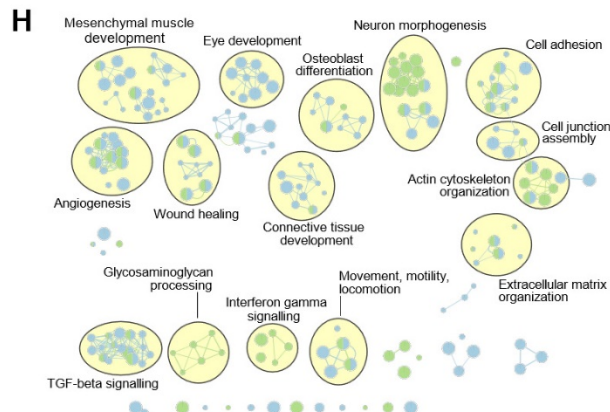 H
Mesenchymal muscle
development
Eye development
Osteoblast
differentiation
Neuron morphogenesis
Cell adhesion
Cell junction
assembly
Actin cytoskeleton
organization
Angiogenesis
Wound healing
Connective tissue
development
Extracellular matrix
organization
Glycosaminoglycan
processing
Interferon gamma
signalling
Movement, motility,
locomotion
TGF-beta signalling